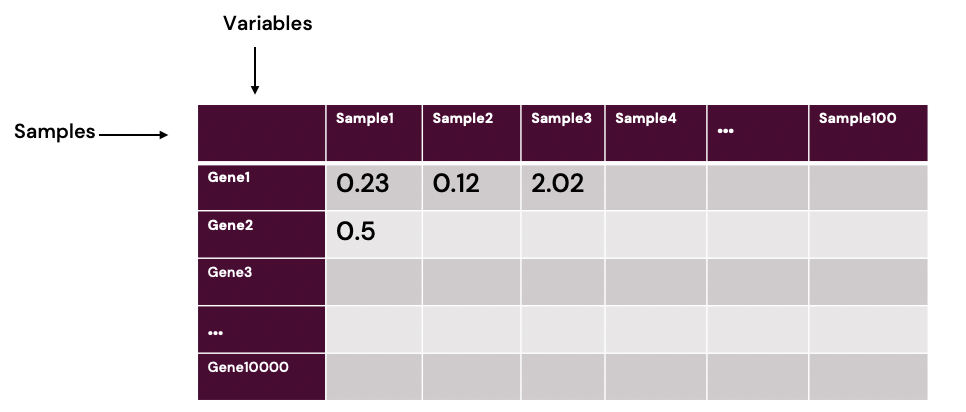 Variables
Samples
Sample1 Sample2 Sample3 Sample4 ... Sample100
Gene1 0.23 0.12 2.02
Gene2 0.5
Gene3
...
Gene10000